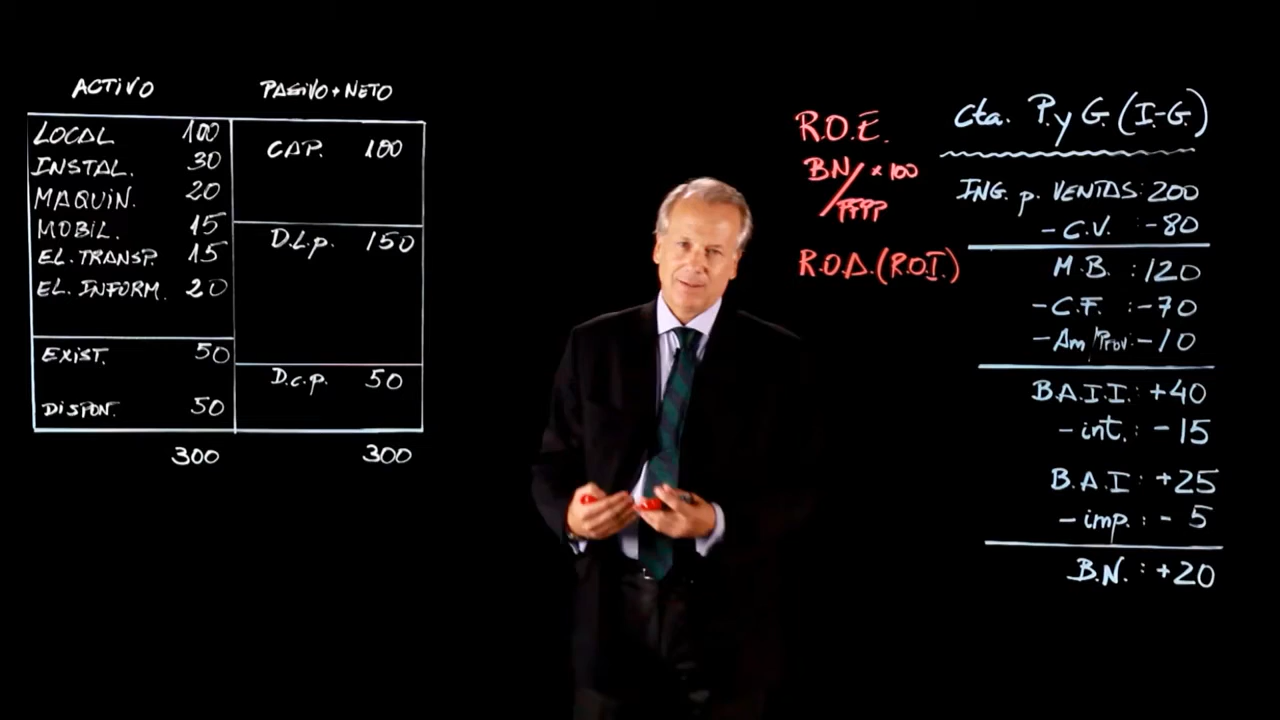 ACTIVO
PASIVO + NETO
LOCAL 100
INSTAL. 30
MAQUIN. 20
MOBIL. 15
EL. TRANSP. 15
EL. INFORM. 20
EXIST. 50
DISPON. 50
300
CAP. 100
D.L.p. 150
D.c.p. 50
300
R.O.E.
BN/ x 100
PFPP
R.O.A. (R.O.I.)
Cta. P. y G. (I-G.)
ING. p. VENTAS: 200
- C.V. : -80
M.B. : 120
- C.F. : -70
- Am/Prov: -10
B.A.I.I. : +40
- int. : -15
B.A.I : +25
- imp. : - 5
B.N. : +20